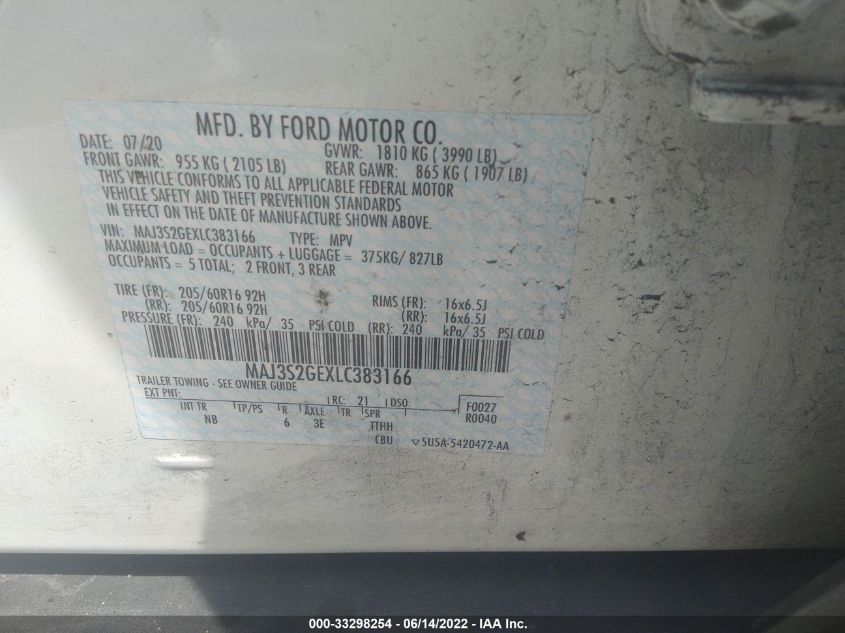 MFD. BY FORD MOTOR CO.
DATE: 07/20 GVWR: 1810 KG ( 3990 LB)
FRONT GAWR: 955 KG ( 2105 LB) REAR GAWR: 865 KG ( 1907 LB)
THIS VEHICLE CONFORMS TO ALL APPLICABLE FEDERAL MOTOR
VEHICLE SAFETY AND THEFT PREVENTION STANDARDS
IN EFFECT ON THE DATE OF MANUFACTURE SHOWN ABOVE.
VIN: MAJ3S2GEXLC383166 TYPE: MPV
MAXIMUM LOAD = OCCUPANTS + LUGGAGE = 375KG/ 827LB
OCCUPANTS = 5 TOTAL; 2 FRONT, 3 REAR
TIRE (FR): 205/60R16 92H RIMS (FR): 16x6.5J
(RR): 205/60R16 92H (RR): 16x6.5J
PRESSURE (FR): 240 kPa/ 35 PSI COLD (RR): 240 kPa/ 35 PSI COLD
MAJ3S2GEXLC383166
TRAILER TOWING - SEE OWNER GUIDE
EXT PNT: RC: 21 DSO: F0027
INT TR TP/PS R AXLE TR SPR R0040
NB 6 3E TTHH
CBU 5U5A-5420472-AA
000-33298254 - 06/14/2022 - IAA Inc.